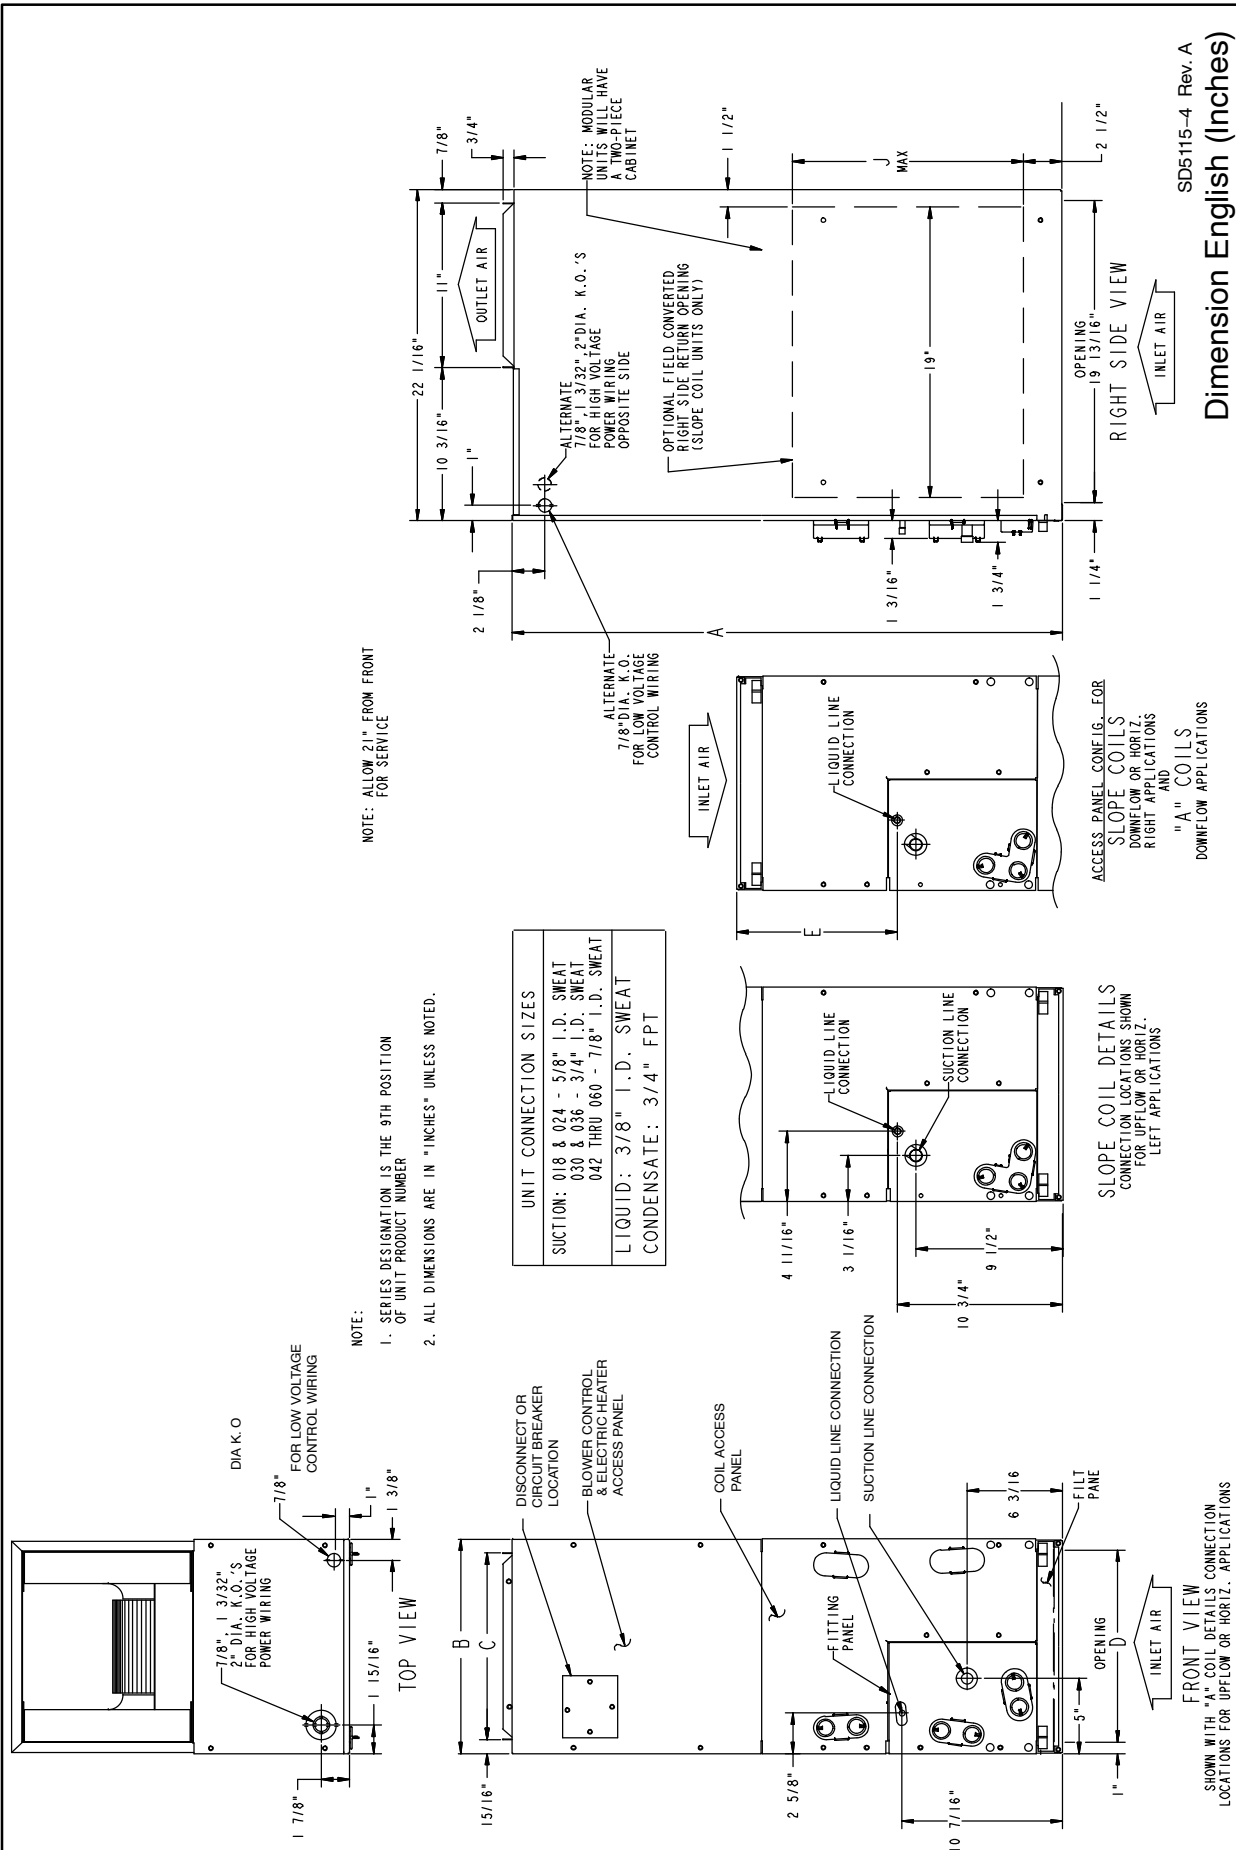 DIA K. O
7/8"
FOR LOW VOLTAGE
CONTROL WIRING
7/8", 1 3/32"
2" DIA. K.O.'S
FOR HIGH VOLTAGE
POWER WIRING
1"
1 3/8"
1 7/8"
1 15/16"
TOP VIEW
NOTE:
1. SERIES DESIGNATION IS THE 9TH POSITION
OF UNIT PRODUCT NUMBER
2. ALL DIMENSIONS ARE IN "INCHES" UNLESS NOTED.
NOTE: ALLOW 21" FROM FRONT
FOR SERVICE
B
C
15/16"
DISCONNECT OR
CIRCUIT BREAKER
LOCATION
BLOWER CONTROL
& ELECTRIC HEATER
ACCESS PANEL
COIL ACCESS
PANEL
LIQUID LINE CONNECTION
SUCTION LINE CONNECTION
FITTING
PANEL
2 5/8"
10 7/16"
5"
1"
6 3/16
FILT
PANE
OPENING
D
INLET AIR
FRONT VIEW
SHOWN WITH "A" COIL DETAILS CONNECTION
LOCATIONS FOR UPFLOW OR HORIZ. APPLICATIONS
UNIT CONNECTION SIZES
SUCTION: 018 & 024 - 5/8" I.D. SWEAT
030 & 036 - 3/4" I.D. SWEAT
042 THRU 060 - 7/8" I.D. SWEAT
LIQUID: 3/8" I.D. SWEAT
CONDENSATE: 3/4" FPT
4 11/16"
3 1/16"
10 3/4"
9 1/2"
LIQUID LINE
CONNECTION
SUCTION LINE
CONNECTION
SLOPE COIL DETAILS
CONNECTION LOCATIONS SHOWN
FOR UPFLOW OR HORIZ.
LEFT APPLICATIONS
INLET AIR
E
LIQUID LINE
CONNECTION
ACCESS PANEL CONFIG. FOR
SLOPE COILS
DOWNFLOW OR HORIZ.
RIGHT APPLICATIONS
AND
"A" COILS
DOWNFLOW APPLICATIONS
22 1/16"
10 3/16"
11"
7/8"
3/4"
1"
2 1/8"
OUTLET AIR
ALTERNATE
7/8", 1 3/32", 2"DIA. K.O.'S
FOR HIGH VOLTAGE
POWER WIRING
OPPOSITE SIDE
ALTERNATE
7/8"DIA. K.O.
FOR LOW VOLTAGE
CONTROL WIRING
NOTE: MODULAR
UNITS WILL HAVE
A TWO-PIECE
CABINET
OPTIONAL FIELD CONVERTED
RIGHT SIDE RETURN OPENING
(SLOPE COIL UNITS ONLY)
1 1/2"
A
19"
J
MAX
1 3/16"
1 3/4"
1 1/4"
2 1/2"
OPENING
19 13/16"
RIGHT SIDE VIEW
INLET AIR
SD5115–4 Rev. A
Dimension English (Inches)